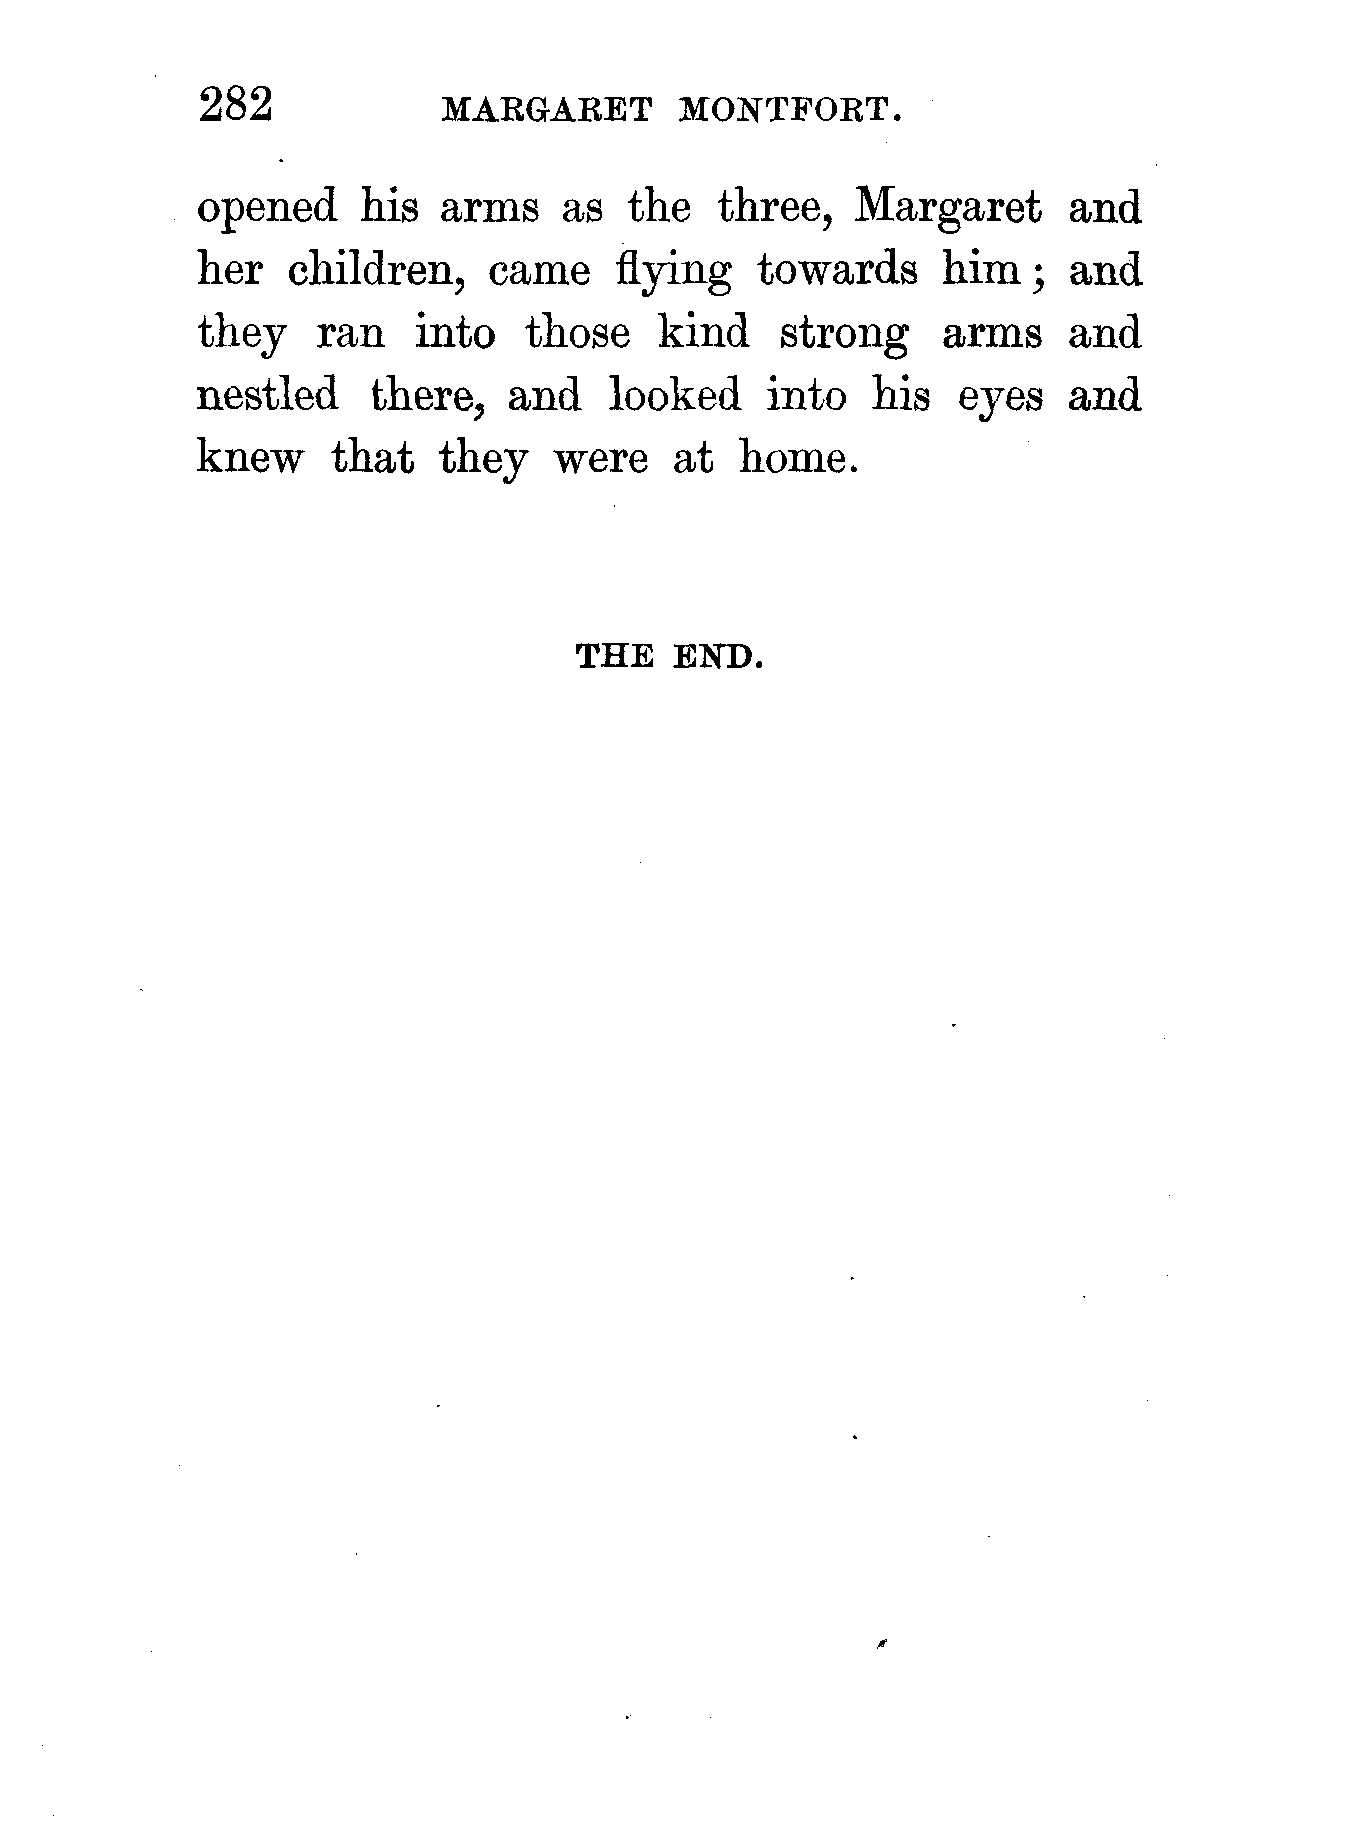 282 MARGARET MONTFORT.
opened his arms as the three, Margaret and
her children, came flying towards him; and
they ran into those kind strong arms and
nestled there, and looked into his eyes and
knew that they were at home.
THE END.